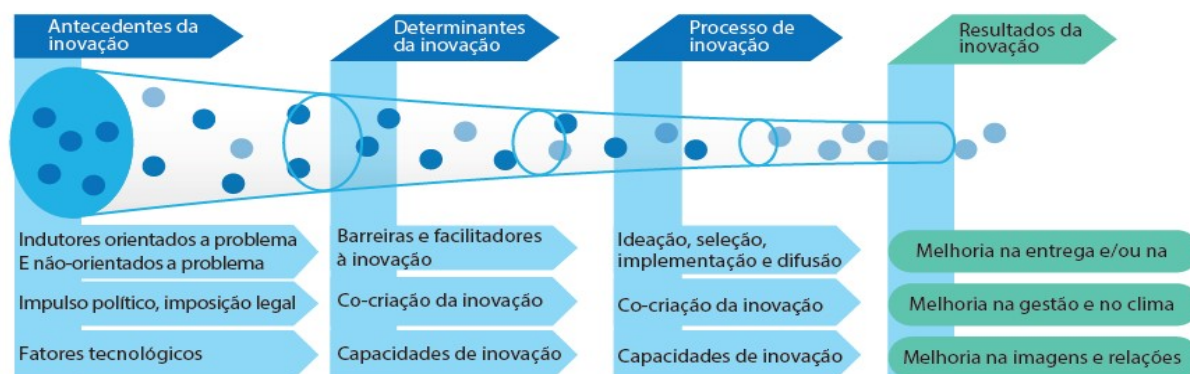 Antecedentes da
inovação
Determinantes
da inovação
Processo de
inovação
Resultados da
inovação
Indutores orientados a problema
E não-orientados a problema
Barreiras e facilitadores
à inovação
Ideação, seleção,
implementação e difusão
Melhoria na entrega e/ou na
Impulso político, imposição legal
Co-criação da inovação
Co-criação da inovação
Melhoria na gestão e no clima
Fatores tecnológicos
Capacidades de inovação
Capacidades de inovação
Melhoria na imagens e relações